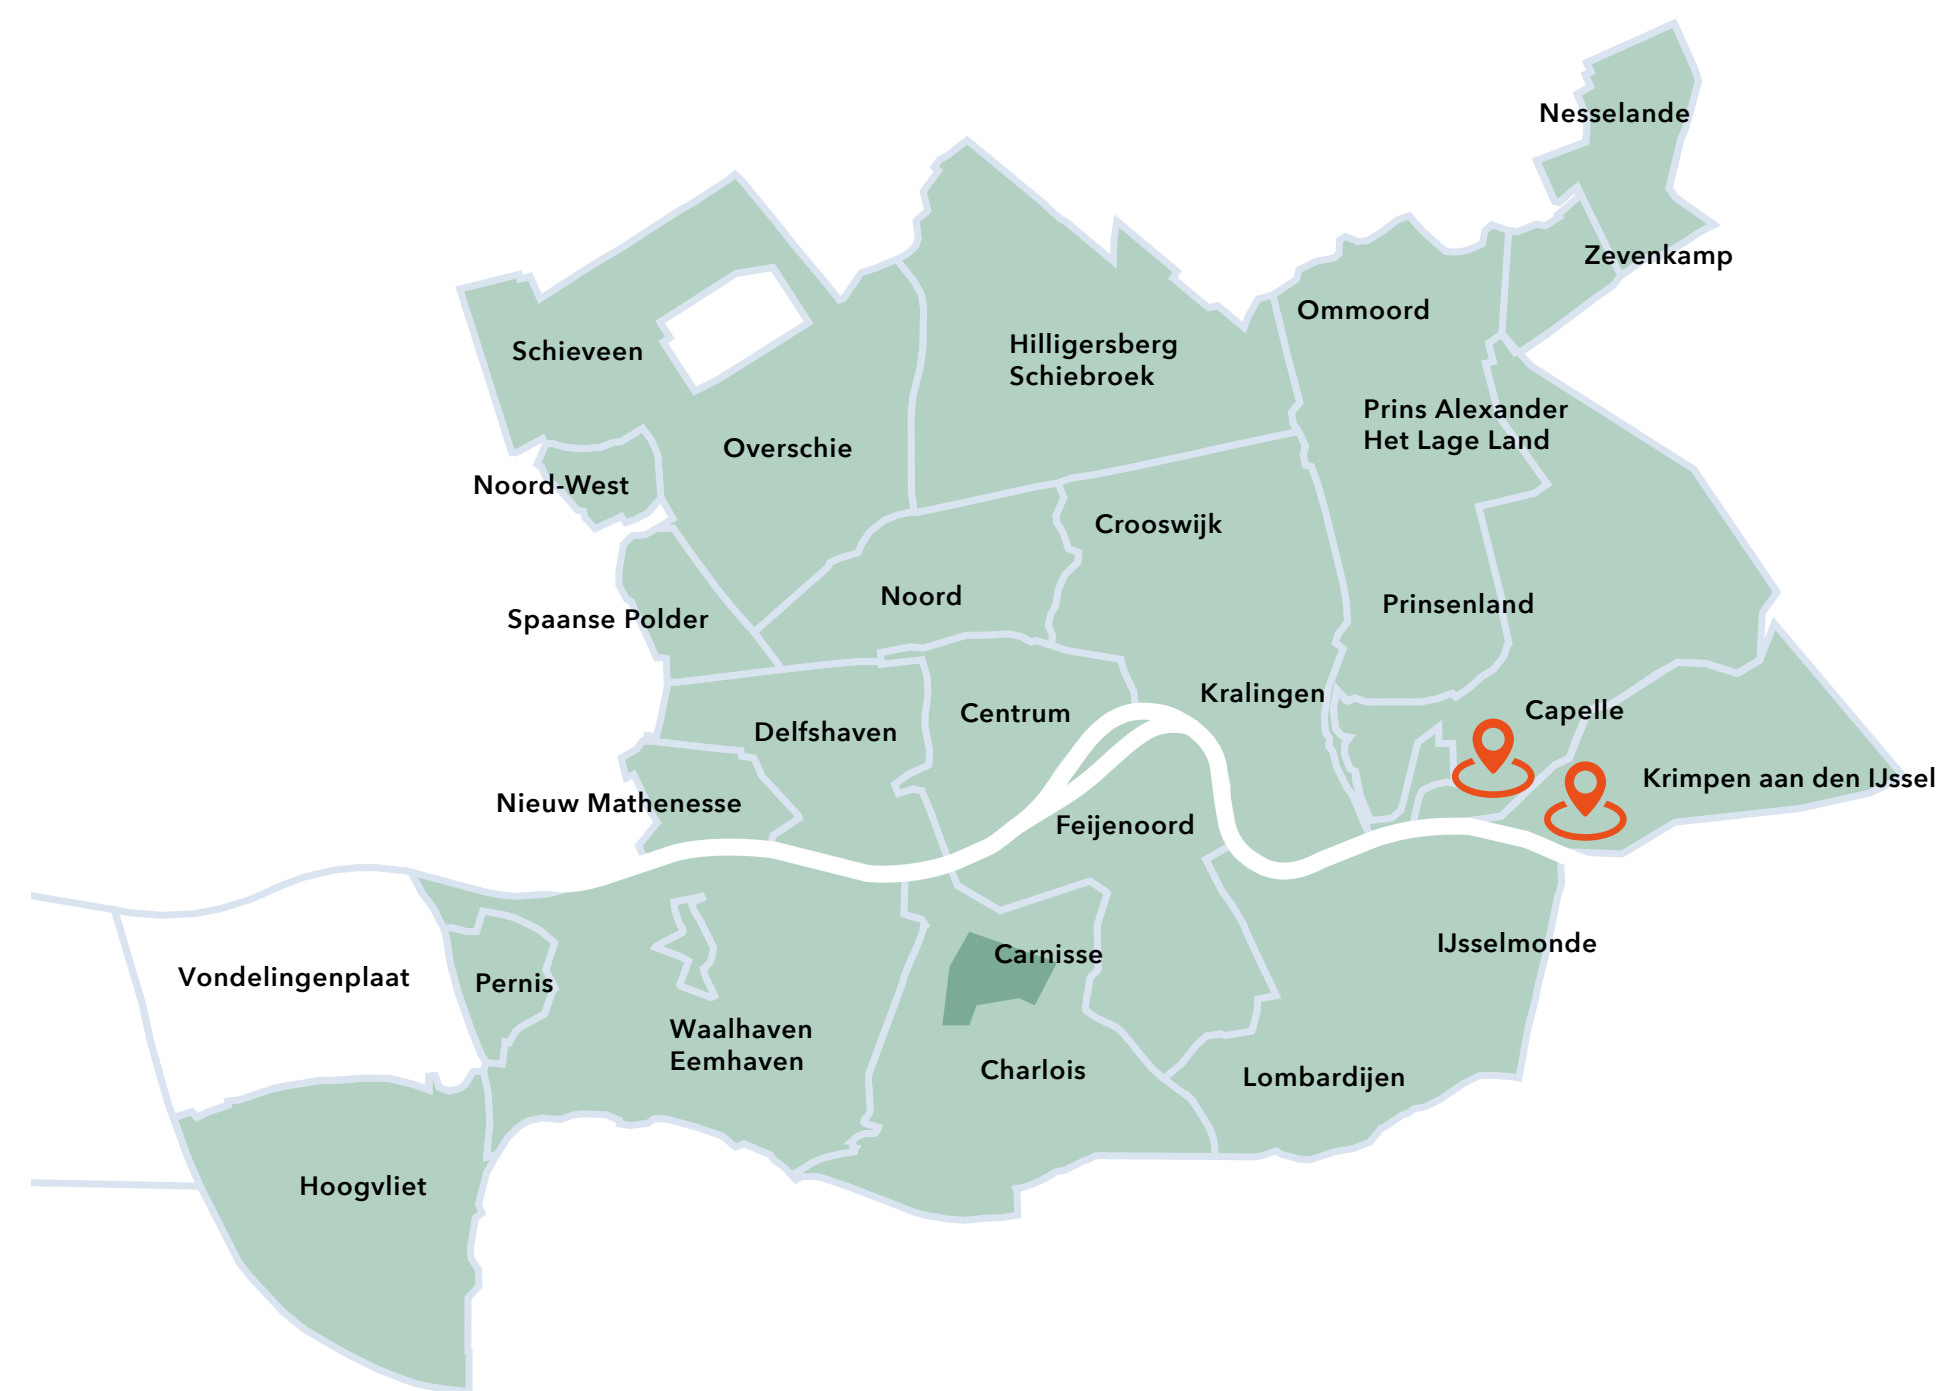 Nesselande
Zevenkamp
Ommoord
Hilligersberg
Schiebroek
Schieveen
Prins Alexander
Het Lage Land
Overschie
Noord-West
Crooswijk
Noord
Prinsenland
Spaanse Polder
Kralingen
Capelle
Centrum
Delfshaven
Krimpen aan den IJssel
Nieuw Mathenesse
Feijenoord
IJsselmonde
Carnisse
Vondelingenplaat
Pernis
Waalhaven
Eemhaven
Charlois
Lombardijen
Hoogvliet